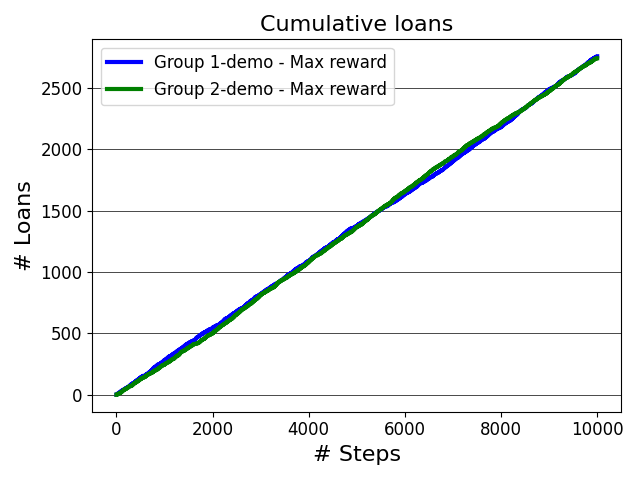 Cumulative loans
Group 1-demo - Max reward
Group 2-demo - Max reward
# Loans
2500
2000
1500
1000
500
0
0 2000 4000 6000 8000 10000
# Steps